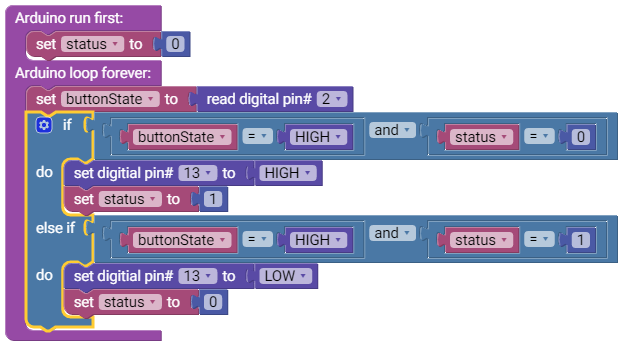 Arduino run first:
set status to 0
Arduino loop forever:
set buttonState to read digital pin# 2
if buttonState = HIGH and status = 0
do set digitial pin# 13 to HIGH
set status to 1
else if buttonState = HIGH and status = 1
do set digitial pin# 13 to LOW
set status to 0